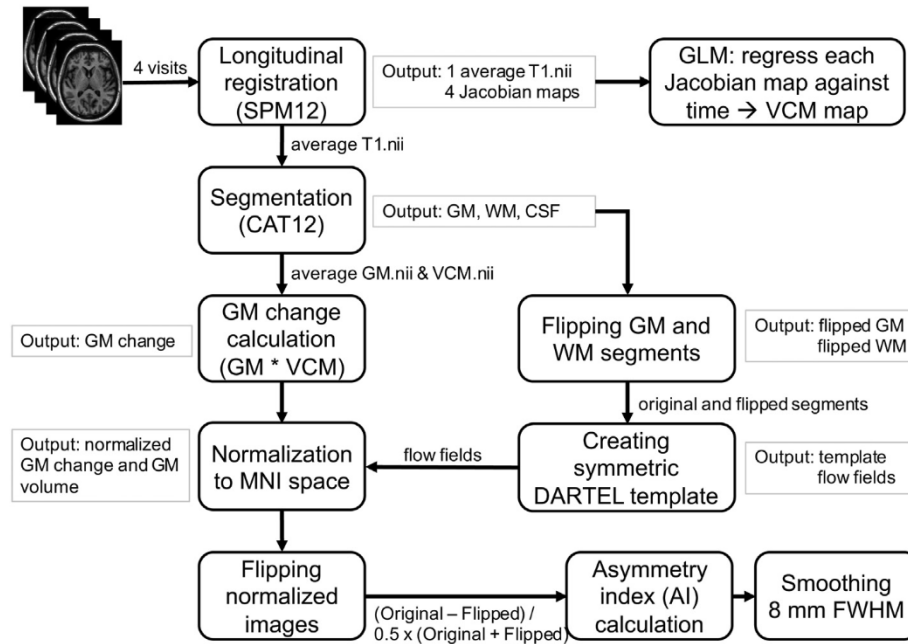 4 visits
Longitudinal
registration
(SPM12)
Output: 1 average T1.nii
4 Jacobian maps
GLM: regress each
Jacobian map against
time → VCM map
average T1.nii
Segmentation
(CAT12)
Output: GM, WM, CSF
average GM.nii & VCM.nii
GM change
calculation
(GM * VCM)
Output: GM change
Flipping GM and
WM segments
Output: flipped GM
flipped WM
original and flipped segments
Output: normalized
GM change and GM
volume
Normalization
to MNI space
flow fields
Creating
symmetric
DARTEL template
Output: template
flow fields
Flipping
normalized
images
(Original – Flipped) /
0.5 x (Original + Flipped)
Asymmetry
index (AI)
calculation
Smoothing
8 mm FWHM